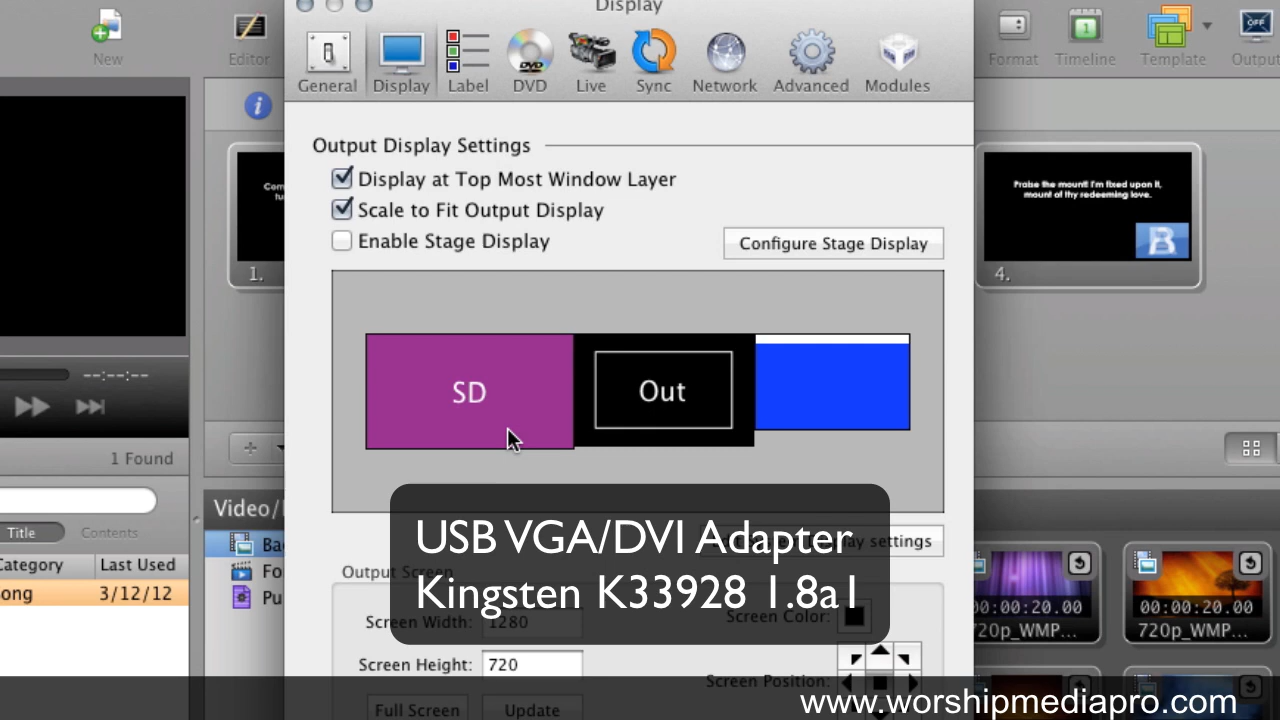 Display
New
Editor
General
Display
Label
DVD
Live
Sync
Network
Advanced
Modules
Format
Timeline
Template
Output
Output Display Settings
Display at Top Most Window Layer
Scale to Fit Output Display
Enable Stage Display
Configure Stage Display
1.
Praise the mount! I'm fixed upon it,
mount of thy redeeming love.
B
4.
SD
Out
--:--:--
1 Found
Title
Contents
Last Used
3/12/12
Video/
USB VGA/DVI Adapter
Kingsten K33928 1.8a1
settings
Output Screen
Screen Width:
1280
Screen Color:
Screen Height:
720
Screen Position:
Full Screen
Update
00:00:20.00
720p_WMP...
00:00:20.00
720p_WMP...
www.worshipmediapro.com